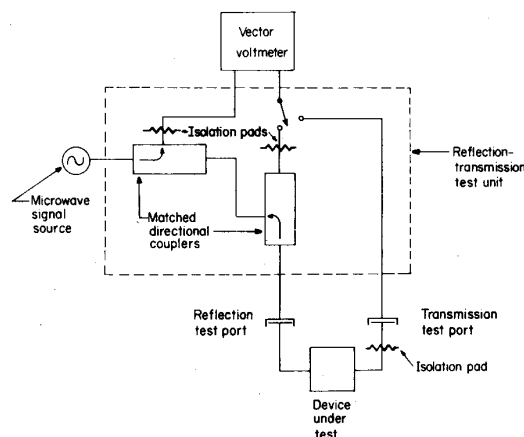 Vector
voltmeter
Isolation pads
Reflection-
transmission
test unit
Microwave
signal
source
Matched
directional
couplers
Reflection
test port
Transmission
test port
Isolation pad
Device
under
test